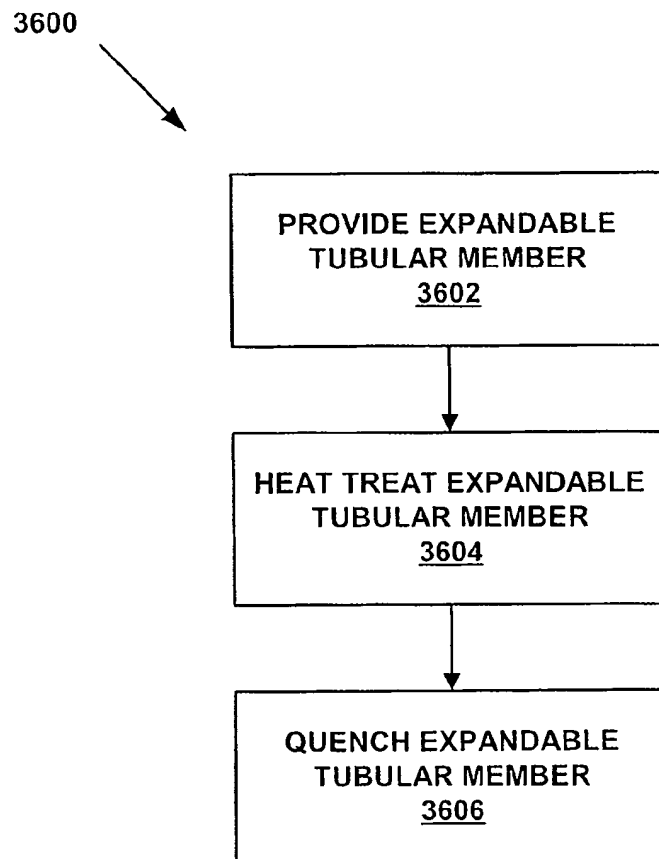 3600
PROVIDE EXPANDABLE
TUBULAR MEMBER
3602
HEAT TREAT EXPANDABLE
TUBULAR MEMBER
3604
QUENCH EXPANDABLE
TUBULAR MEMBER
3606